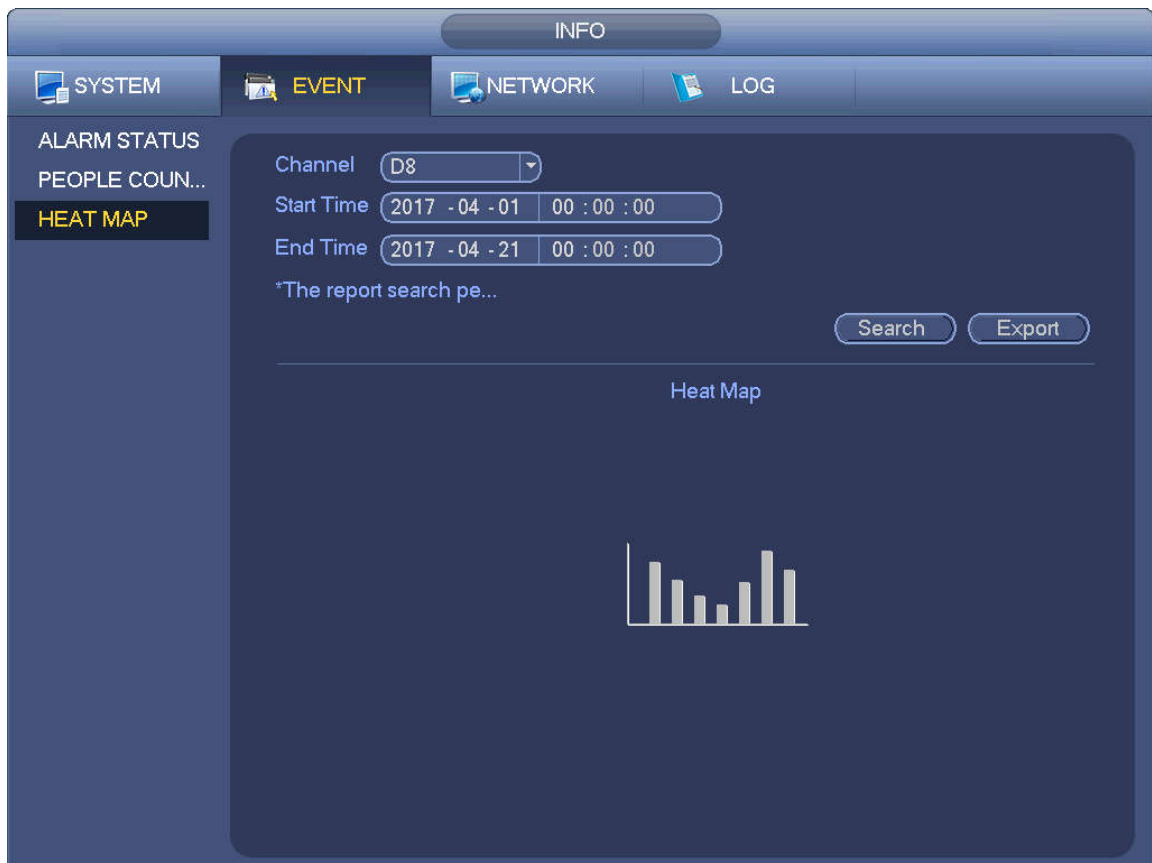 INFO
SYSTEM EVENT NETWORK LOG
ALARM STATUS
PEOPLE COUN...
HEAT MAP
Channel D8
Start Time 2017 - 04 - 01 00 : 00 : 00
End Time 2017 - 04 - 21 00 : 00 : 00
*The report search pe...
Search Export
Heat Map